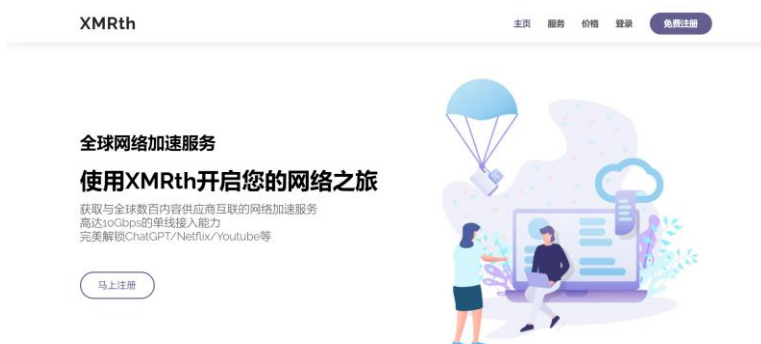 XMRth
主页 服务 价格 登录 免费注册
全球网络加速服务
使用XMRth开启您的网络之旅
获取与全球数百内容供应商互联的网络加速服务
高达10Gbps的单线接入能力
完美解锁ChatGPT/Netflix/Youtube等
马上注册